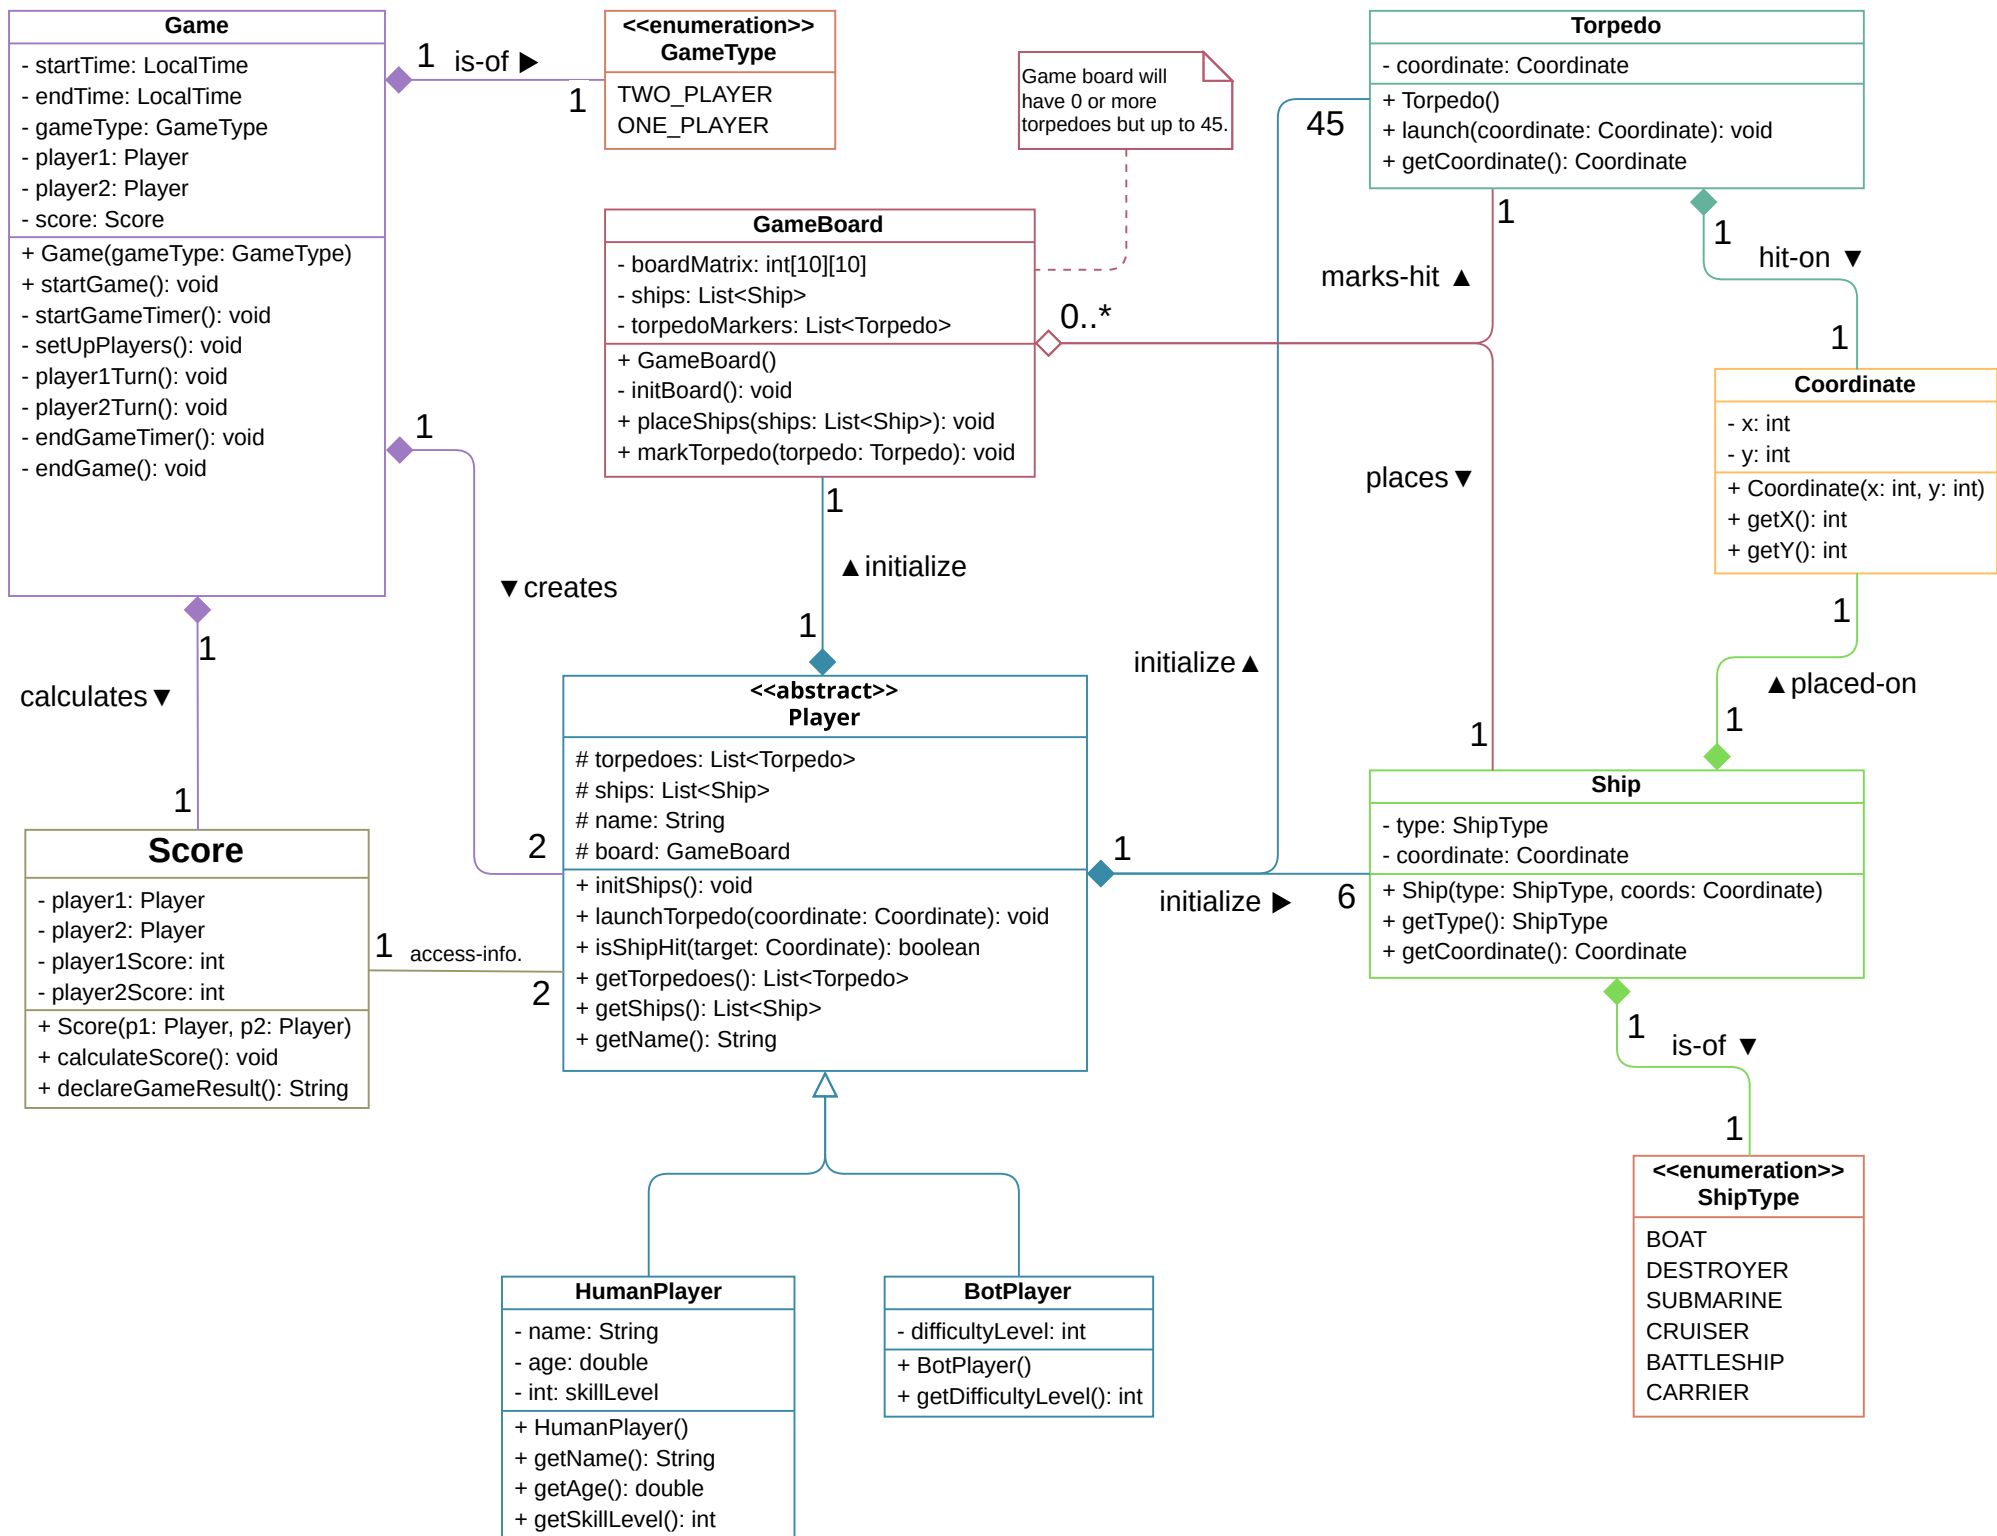 Game
- startTime: LocalTime
- endTime: LocalTime
- gameType: GameType
- player1: Player
- player2: Player
- score: Score
+ Game(gameType: GameType)
+ startGame(): void
- startGameTimer(): void
- setUpPlayers(): void
- player1Turn(): void
- player2Turn(): void
- endGameTimer(): void
- endGame(): void
1 is-of ▶
1
<<enumeration>>
GameType
TWO_PLAYER
ONE_PLAYER
Game board will
have 0 or more
torpedoes but up to 45.
Torpedo
- coordinate: Coordinate
+ Torpedo()
+ launch(coordinate: Coordinate): void
+ getCoordinate(): Coordinate
45
1
marks-hit ▲
1
hit-on ▼
1
GameBoard
- boardMatrix: int[10][10]
- ships: List<Ship>
- torpedoMarkers: List<Torpedo>
+ GameBoard()
- initBoard(): void
+ placeShips(ships: List<Ship>): void
+ markTorpedo(torpedo: Torpedo): void
0..*
Coordinate
- x: int
- y: int
+ Coordinate(x: int, y: int)
+ getX(): int
+ getY(): int
1
▼creates
2
1
▲initialize
1
places▼
1
initialize▲
1
▲placed-on
1
1
calculates▼
1
<<abstract>>
Player
# torpedoes: List<Torpedo>
# ships: List<Ship>
# name: String
# board: GameBoard
+ initShips(): void
+ launchTorpedo(coordinate: Coordinate): void
+ isShipHit(target: Coordinate): boolean
+ getTorpedoes(): List<Torpedo>
+ getShips(): List<Ship>
+ getName(): String
1
initialize ▶
6
Ship
- type: ShipType
- coordinate: Coordinate
+ Ship(type: ShipType, coords: Coordinate)
+ getType(): ShipType
+ getCoordinate(): Coordinate
Score
- player1: Player
- player2: Player
- player1Score: int
- player2Score: int
+ Score(p1: Player, p2: Player)
+ calculateScore(): void
+ declareGameResult(): String
1 access-info.
2
1
is-of ▼
1
<<enumeration>>
ShipType
BOAT
DESTROYER
SUBMARINE
CRUISER
BATTLESHIP
CARRIER
HumanPlayer
- name: String
- age: double
- int: skillLevel
+ HumanPlayer()
+ getName(): String
+ getAge(): double
+ getSkillLevel(): int
BotPlayer
- difficultyLevel: int
+ BotPlayer()
+ getDifficultyLevel(): int